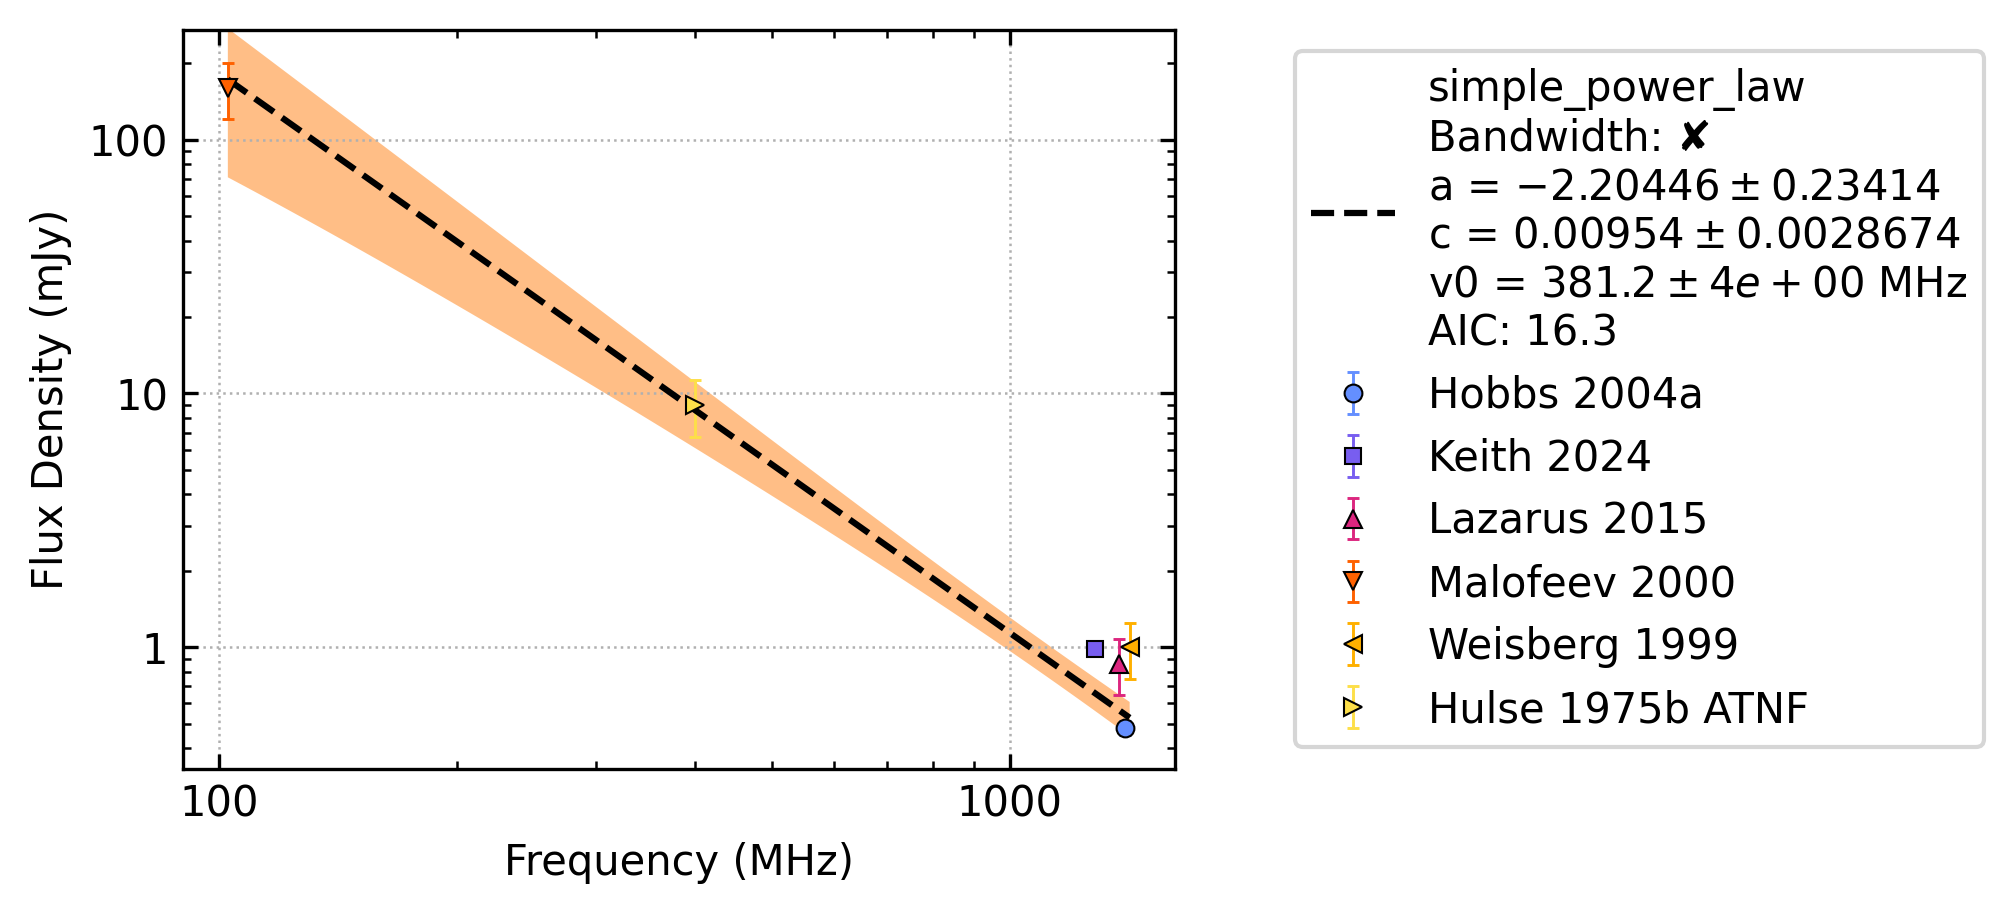 100
10
1
Flux Density (mJy)
100
1000
Frequency (MHz)
simple_power_law
Bandwidth: ✘
a = −2.20446 ± 0.23414
c = 0.00954 ± 0.0028674
v0 = 381.2 ± 4e + 00 MHz
AIC: 16.3
Hobbs 2004a
Keith 2024
Lazarus 2015
Malofeev 2000
Weisberg 1999
Hulse 1975b ATNF